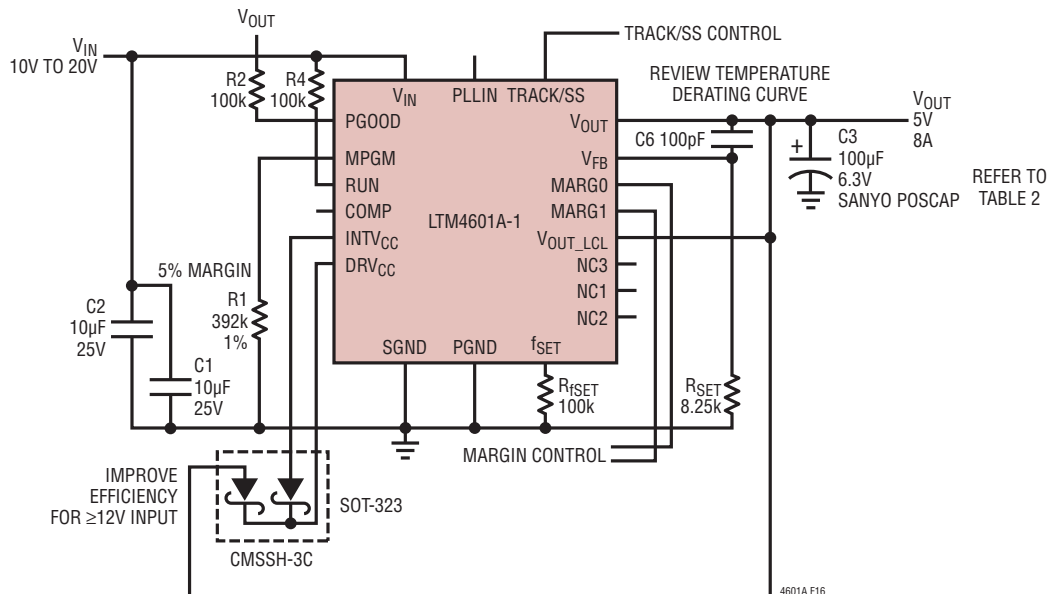 VOUT
TRACK/SS CONTROL
VIN
10V TO 20V
R2
100k
R4
100k
REVIEW TEMPERATURE
DERATING CURVE
VIN
PLLIN
TRACK/SS
PGOOD
MPGM
RUN
COMP
INTVCC
DRVCC
LTM4601A-1
VOUT
VFB
MARG0
MARG1
VOUT_LCL
NC3
NC1
NC2
SGND
PGND
fSET
C6 100pF
VOUT
5V
8A
+
C3
100µF
6.3V
SANYO POSCAP
REFER TO
TABLE 2
5% MARGIN
R1
392k
1%
C2
10µF
25V
C1
10µF
25V
RfSET
100k
RSET
8.25k
MARGIN CONTROL
IMPROVE
EFFICIENCY
FOR ≥12V INPUT
SOT-323
CMSSH-3C
4601A F16